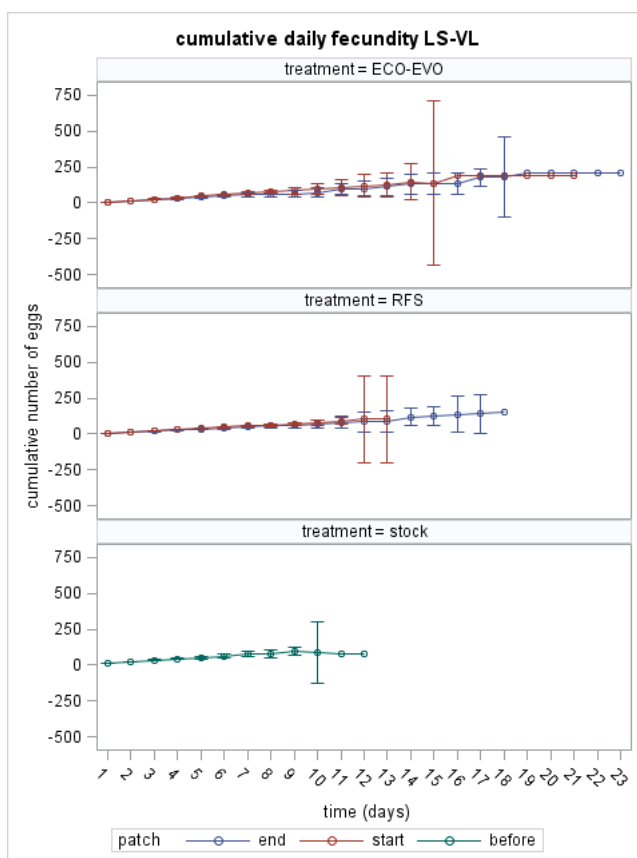 cumulative daily fecundity LS-VL
treatment = ECO-EVO
750
500
250
0
-250
-500
treatment = RFS
750
500
250
0
-250
-500
treatment = stock
750
500
250
0
-250
-500
cumulative number of eggs
1 2 3 4 5 6 7 8 9 10 11 12 13 14 15 16 17 18 19 20 21 22 23
time (days)
patch end start before